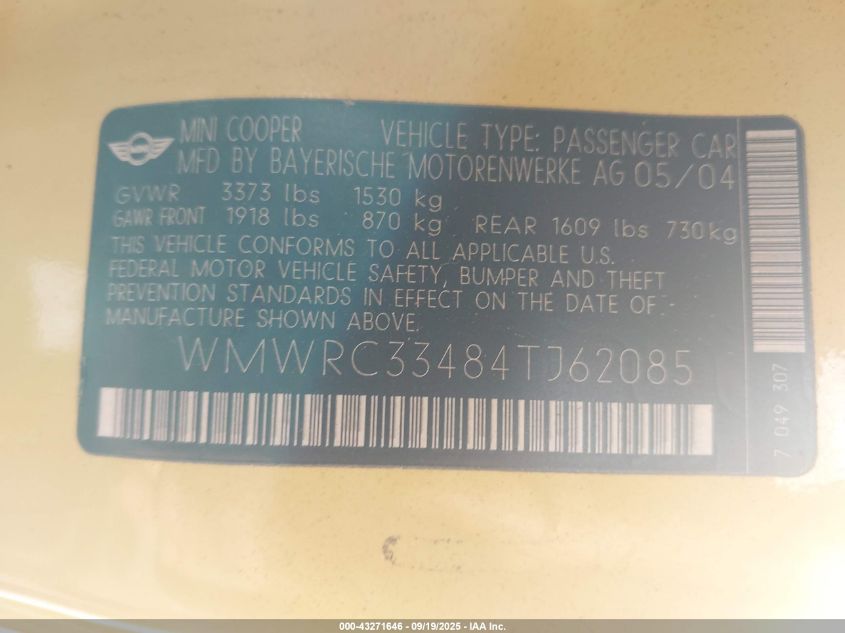 MINI COOPER VEHICLE TYPE: PASSENGER CAR
MFD BY BAYERISCHE MOTORENWERKE AG 05/04
GVWR 3373 lbs 1530 kg
GAWR FRONT 1918 lbs 870 kg REAR 1609 lbs 730kg
THIS VEHICLE CONFORMS TO ALL APPLICABLE U.S.
FEDERAL MOTOR VEHICLE SAFETY, BUMPER AND THEFT
PREVENTION STANDARDS IN EFFECT ON THE DATE OF
MANUFACTURE SHOWN ABOVE.
WMWRC33484TJ62085
7 049 307
000-43271646 - 09/19/2025 - IAA Inc.